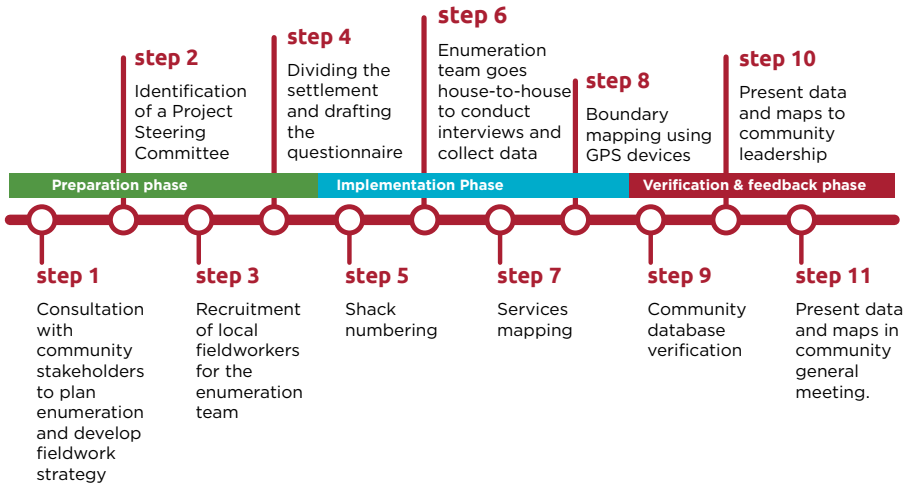 step 6
step 4
step 2
step 10
step 8
Identification
of a Project
Steering
Committee
Dividing the
settlement
and drafting
the
questionnaire
Enumeration
team goes
house-to-house
to conduct
interviews and
collect data
Boundary
mapping using
GPS devices
Present data
and maps to
community
leadership
Preparation phase
Implementation Phase
Verification & feedback phase
step 1
Consultation
with
community
stakeholders
to plan
enumeration
and develop
fieldwork
strategy
step 3
Recruitment
of local
fieldworkers
for the
enumeration
team
step 5
Shack
numbering
step 7
Services
mapping
step 9
Community
database
verification
step 11
Present data
and maps in
community
general
meeting.